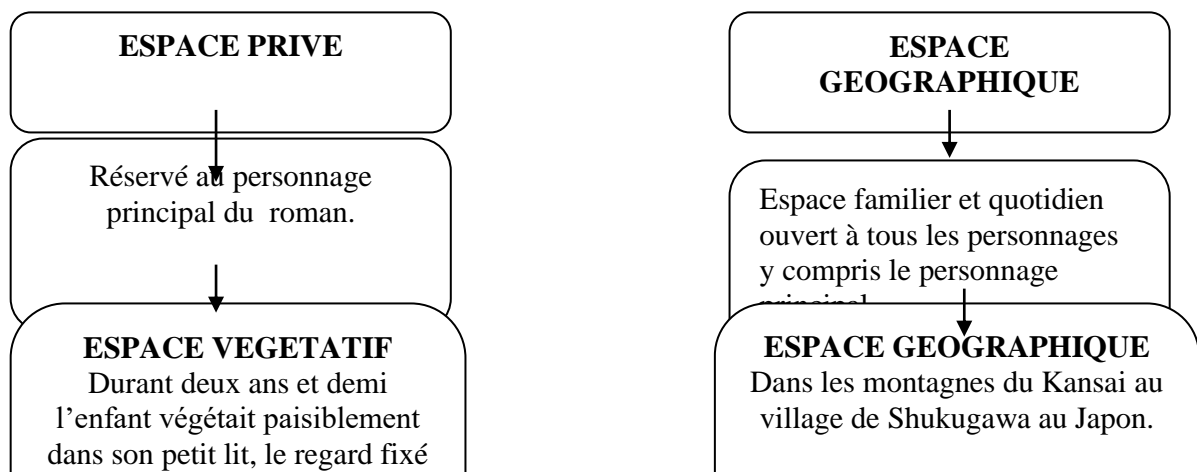 ESPACE PRIVE
Réservé au personnage
principal du roman.
ESPACE VEGETATIF
Durant deux ans et demi
l’enfant végétait paisiblement
dans son petit lit, le regard fixé
ESPACE
GEOGRAPHIQUE
Espace familier et quotidien
ouvert à tous les personnages
y compris le personnage
principal
ESPACE GEOGRAPHIQUE
Dans les montagnes du Kansai au
village de Shukugawa au Japon.